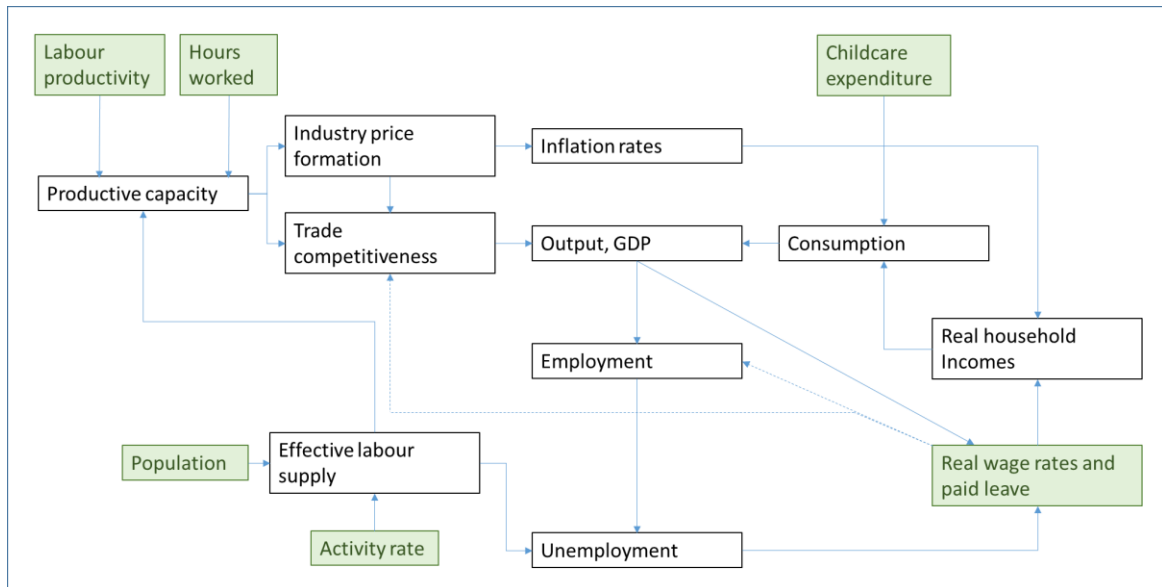 Labour
productivity
Hours
worked
Childcare
expenditure
Industry price
formation
Inflation rates
Productive capacity
Trade
competitiveness
Output, GDP
Consumption
Employment
Real household
Incomes
Population
Effective labour
supply
Real wage rates and
paid leave
Activity rate
Unemployment